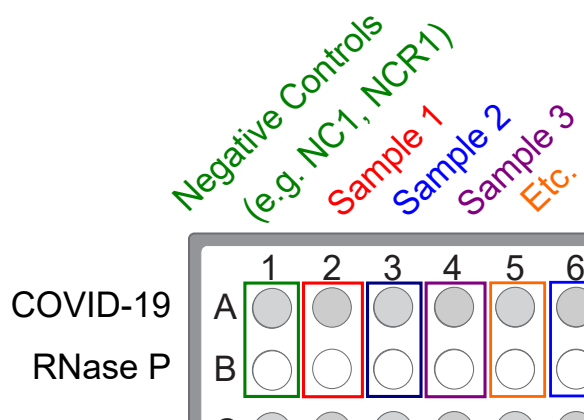 Negative Controls
(e.g. NC1, NCR1)
Sample 1
Sample 2
Sample 3
Etc.
1 2 3 4 5 6
COVID-19 A
RNase P B